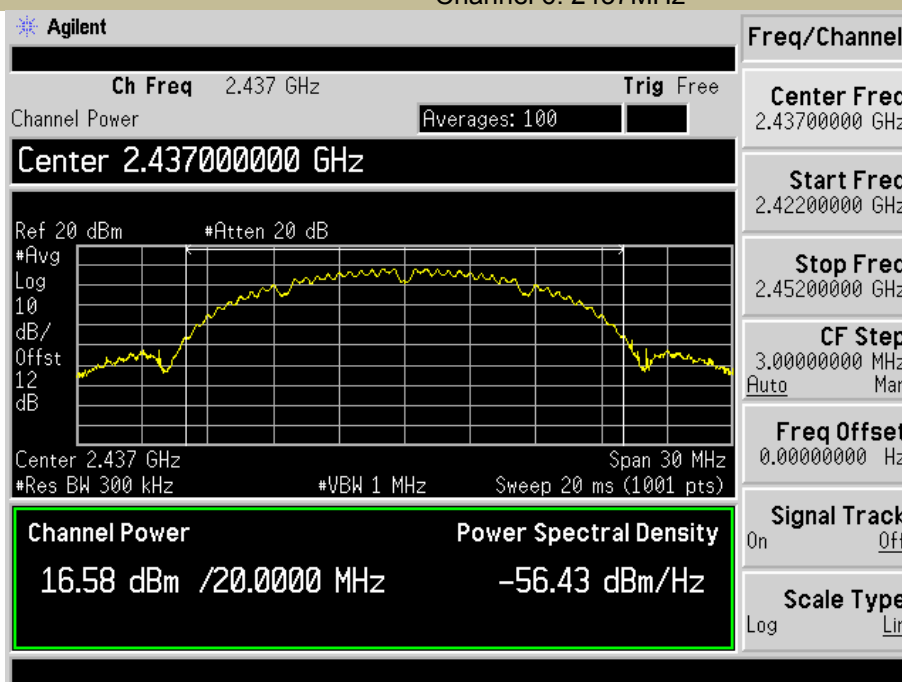 Channel 6: 2437MHz
Agilent
Freq/Channel
Ch Freq 2.437 GHz Trig Free
Channel Power Averages: 100
Center 2.437000000 GHz
Ref 20 dBm #Atten 20 dB
#Avg
Log
10
dB/
Offst
12
dB
Center 2.437 GHz Span 30 MHz
#Res BW 300 kHz #VBW 1 MHz Sweep 20 ms (1001 pts)
Channel Power Power Spectral Density
16.58 dBm /20.0000 MHz -56.43 dBm/Hz
Center Freq
2.43700000 GHz
Start Freq
2.42200000 GHz
Stop Freq
2.45200000 GHz
CF Step
3.00000000 MHz
Auto Man
Freq Offset
0.00000000 Hz
Signal Track
On Off
Scale Type
Log Lin